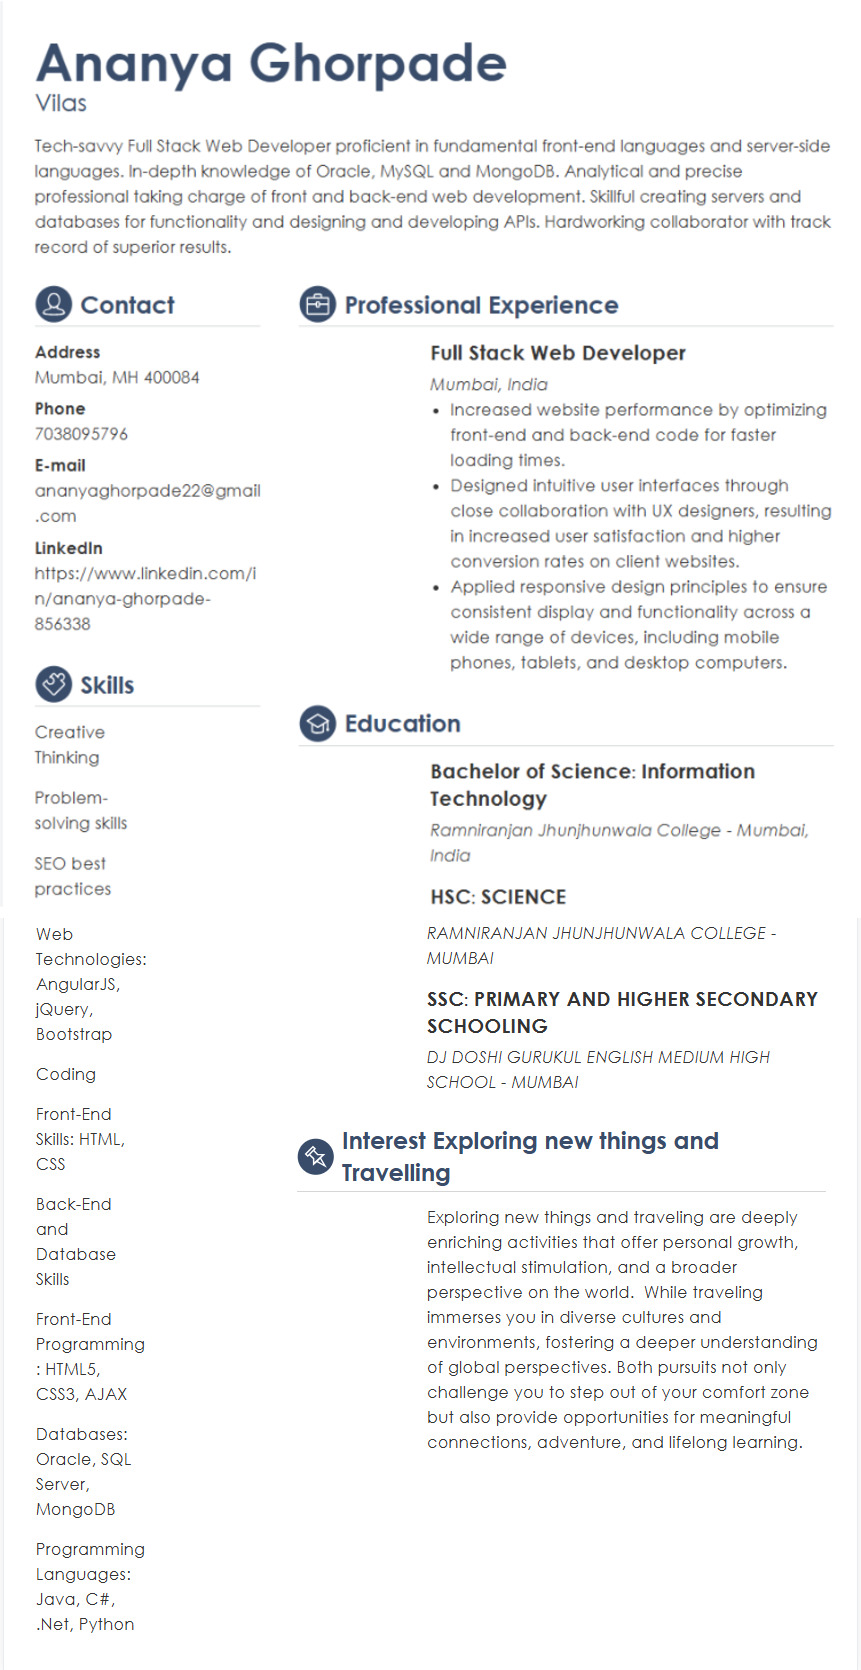 Ananya Ghorpade
Vilas
Tech-savvy Full Stack Web Developer proficient in fundamental front-end languages and server-side
languages. In-depth knowledge of Oracle, MySQL and MongoDB. Analytical and precise
professional taking charge of front and back-end web development. Skillful creating servers and
databases for functionality and designing and developing APIs. Hardworking collaborator with track
record of superior results.
Contact
Address
Mumbai, MH 400084
Phone
7038095796
E-mail
ananyaghorpade22@gmail
.com
LinkedIn
https://www.linkedin.com/i
n/ananya-ghorpade-
856338
Skills
Creative
Thinking
Problem-
solving skills
SEO best
practices
Web
Technologies:
AngularJS,
jQuery,
Bootstrap
Coding
Front-End
Skills: HTML,
CSS
Back-End
and
Database
Skills
Front-End
Programming
: HTML5,
CSS3, AJAX
Databases:
Oracle, SQL
Server,
MongoDB
Programming
Languages:
Java, C#,
.Net, Python
Professional Experience
Full Stack Web Developer
Mumbai, India
• Increased website performance by optimizing
front-end and back-end code for faster
loading times.
• Designed intuitive user interfaces through
close collaboration with UX designers, resulting
in increased user satisfaction and higher
conversion rates on client websites.
• Applied responsive design principles to ensure
consistent display and functionality across a
wide range of devices, including mobile
phones, tablets, and desktop computers.
Education
Bachelor of Science: Information
Technology
Ramniranjan Jhunjhunwala College - Mumbai,
India
HSC: SCIENCE
RAMNIRANJAN JHUNJHUNWALA COLLEGE -
MUMBAI
SSC: PRIMARY AND HIGHER SECONDARY
SCHOOLING
DJ DOSHI GURUKUL ENGLISH MEDIUM HIGH
SCHOOL - MUMBAI
Interest Exploring new things and
Travelling
Exploring new things and traveling are deeply
enriching activities that offer personal growth,
intellectual stimulation, and a broader
perspective on the world.  While traveling
immerses you in diverse cultures and
environments, fostering a deeper understanding
of global perspectives. Both pursuits not only
challenge you to step out of your comfort zone
but also provide opportunities for meaningful
connections, adventure, and lifelong learning.